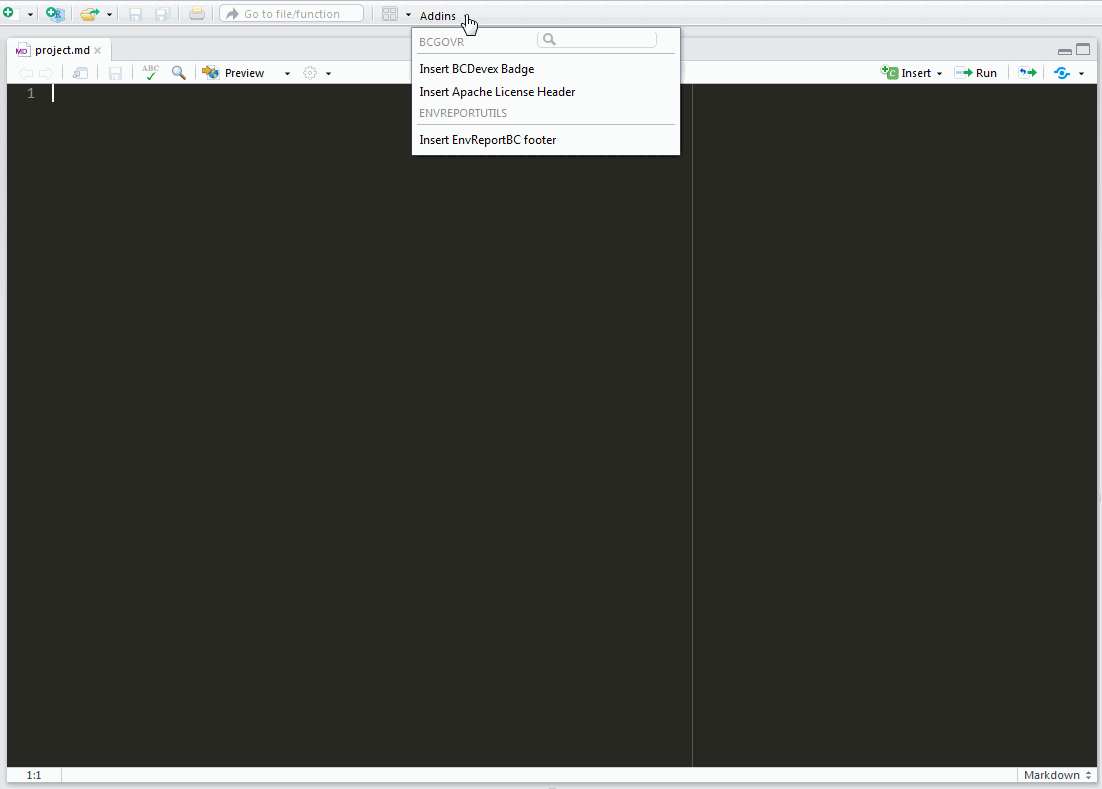 Go to file/function Addins
project.md
BCGOVR
Insert BCDevex Badge
Insert Apache License Header
ENVREPORTUTILS
Insert EnvReportBC footer
ABC Preview Insert Run
1
1:1 Markdown